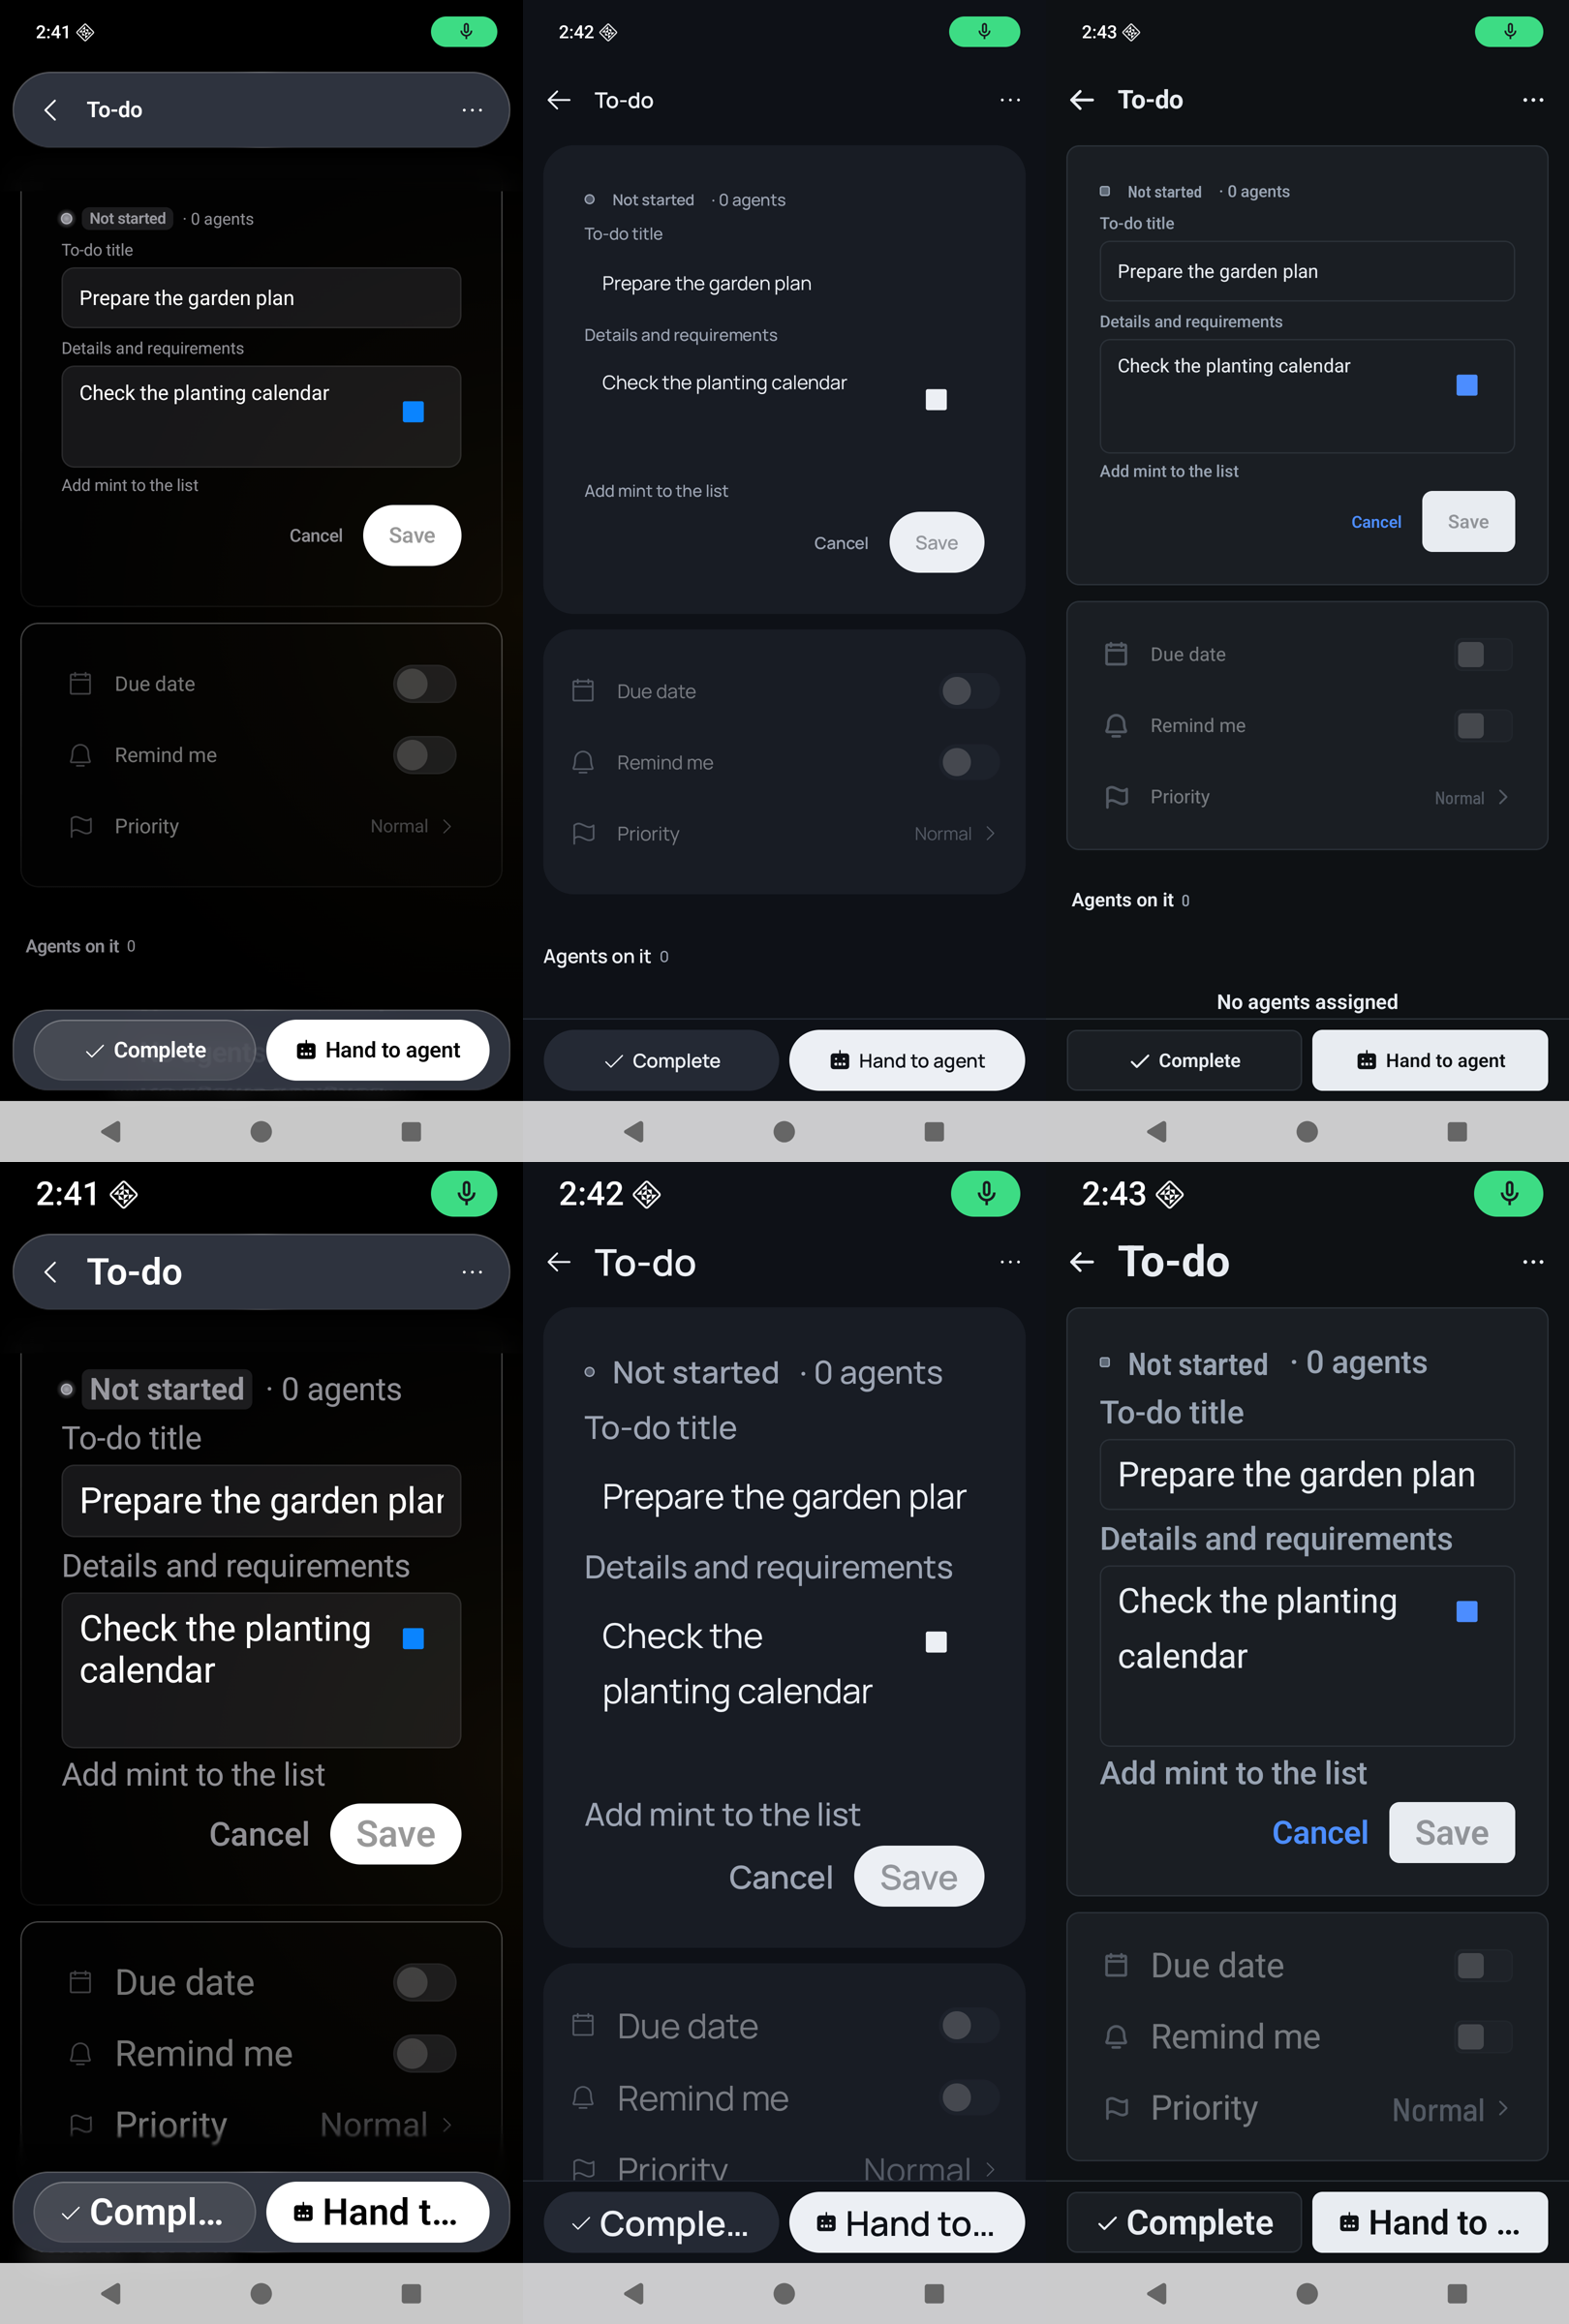 2:41
To-do
Not started · 0 agents
To-do title
Prepare the garden plan
Details and requirements
Check the planting calendar
Add mint to the list
Cancel Save
Due date
Remind me
Priority Normal
Agents on it 0
Complete Hand to agent
2:42
To-do
Not started · 0 agents
To-do title
Prepare the garden plan
Details and requirements
Check the planting calendar
Add mint to the list
Cancel Save
Due date
Remind me
Priority Normal
Agents on it 0
Complete Hand to agent
2:43
To-do
Not started · 0 agents
To-do title
Prepare the garden plan
Details and requirements
Check the planting calendar
Add mint to the list
Cancel Save
Due date
Remind me
Priority Normal
Agents on it 0
No agents assigned
Complete Hand to agent
2:41
To-do
Not started · 0 agents
To-do title
Prepare the garden plar
Details and requirements
Check the planting
calendar
Add mint to the list
Cancel Save
Due date
Remind me
Priority Normal
Compl... Hand t...
2:42
To-do
Not started · 0 agents
To-do title
Prepare the garden plar
Details and requirements
Check the
planting calendar
Add mint to the list
Cancel Save
Due date
Remind me
Priority Normal
Comple... Hand to...
2:43
To-do
Not started · 0 agents
To-do title
Prepare the garden plan
Details and requirements
Check the planting
calendar
Add mint to the list
Cancel Save
Due date
Remind me
Priority Normal
Complete Hand to ...